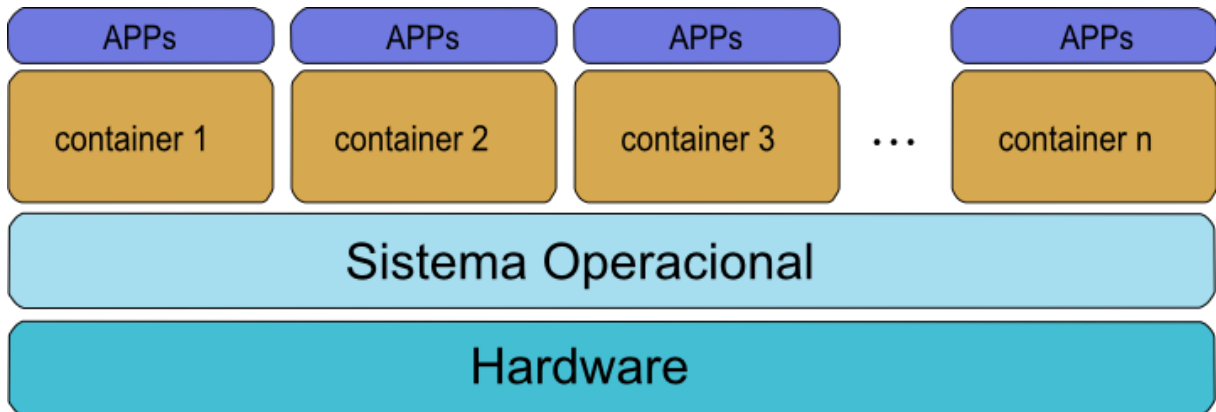 APPs APPs APPs APPs
container 1 container 2 container 3 ... container n
Sistema Operacional
Hardware